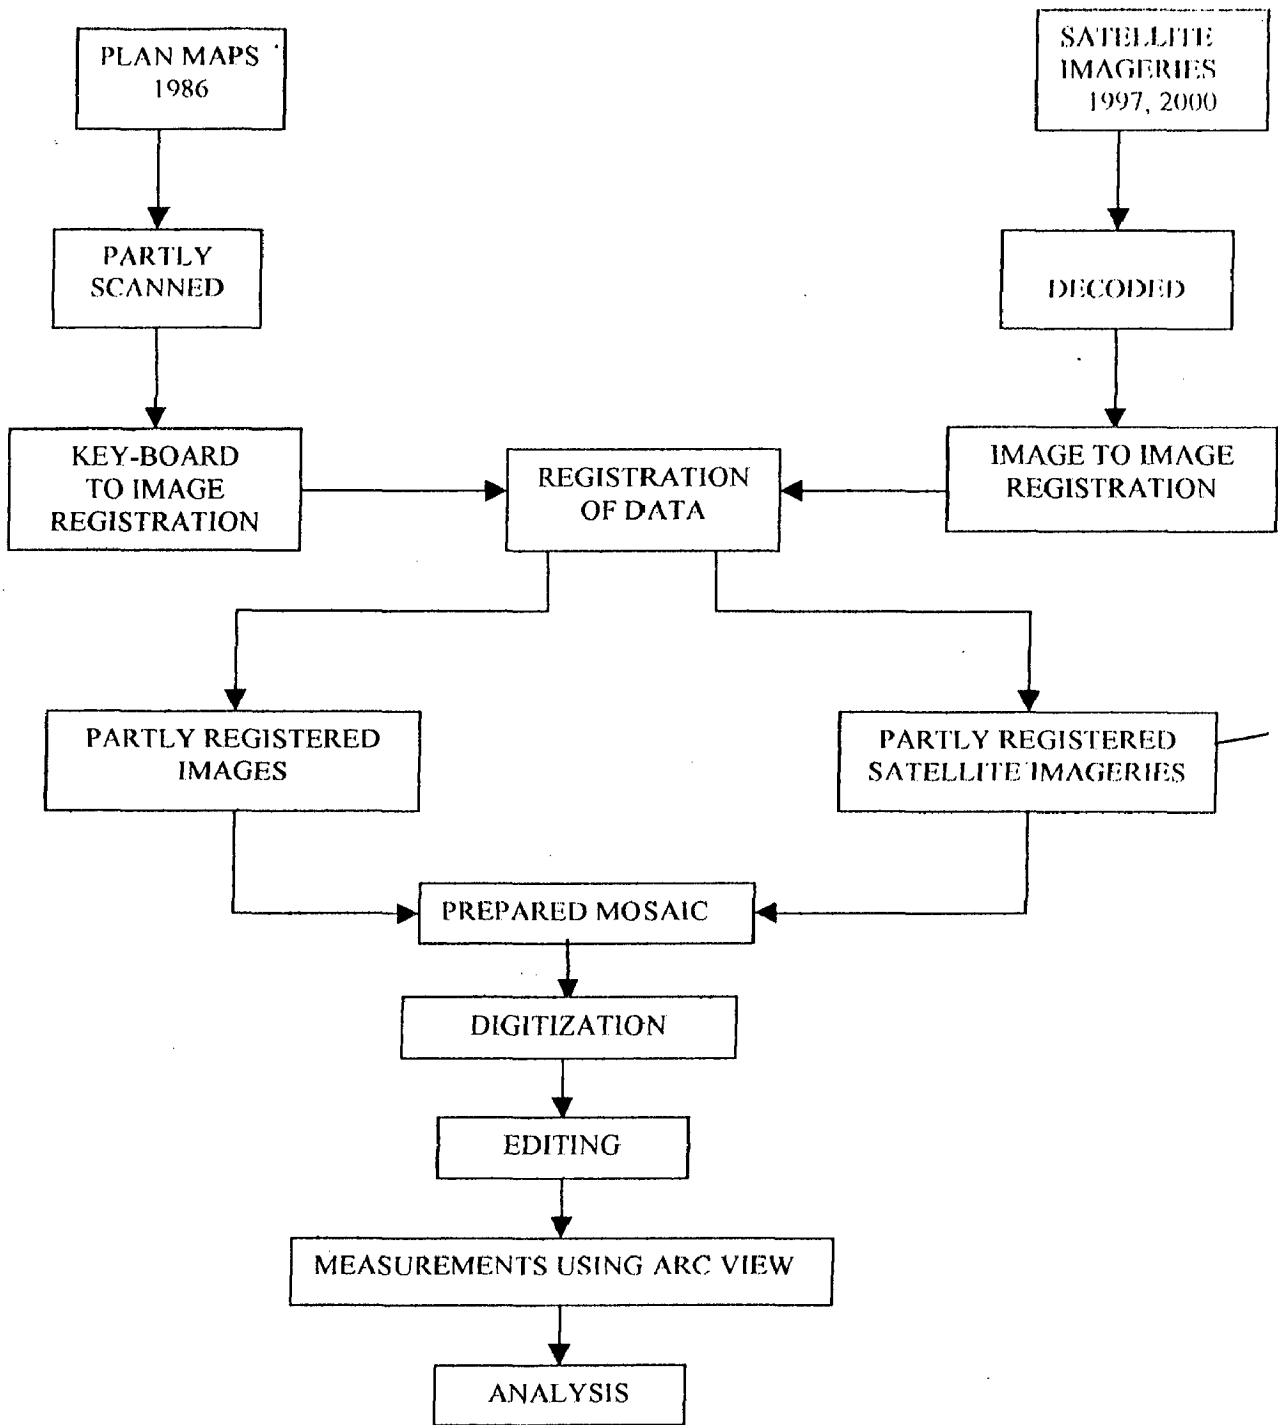 PLAN MAPS
1986
SATELLITE
IMAGERIES
1997, 2000
PARTLY
SCANNED
DECODED
KEY-BOARD
TO IMAGE
REGISTRATION
REGISTRATION
OF DATA
IMAGE TO IMAGE
REGISTRATION
PARTLY REGISTERED
IMAGES
PARTLY REGISTERED
SATELLITE IMAGERIES
PREPARED MOSAIC
DIGITIZATION
EDITING
MEASUREMENTS USING ARC VIEW
ANALYSIS